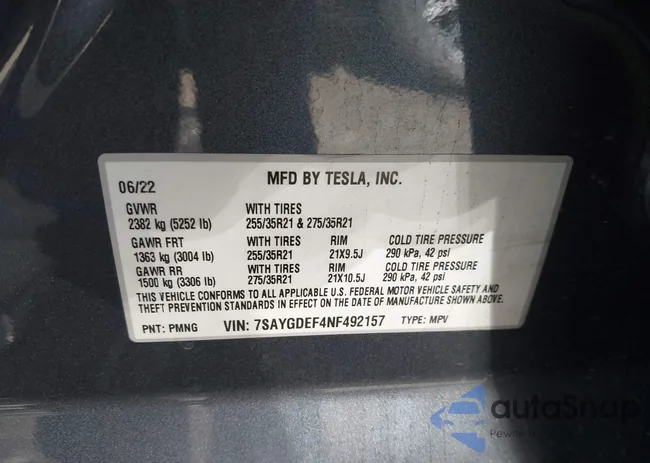 06/22 MFD BY TESLA, INC.
GVWR WITH TIRES
2382 kg (5252 lb) 255/35R21 & 275/35R21
GAWR FRT WITH TIRES RIM COLD TIRE PRESSURE
1363 kg (3004 lb) 255/35R21 21X9.5J 290 kPa, 42 psi
GAWR RR WITH TIRES RIM COLD TIRE PRESSURE
1500 kg (3306 lb) 275/35R21 21X10.5J 290 kPa, 42 psi
THIS VEHICLE CONFORMS TO ALL APPLICABLE U.S. FEDERAL MOTOR VEHICLE SAFETY AND
THEFT PREVENTION STANDARDS IN EFFECT ON THE DATE OF MANUFACTURE SHOWN ABOVE.
PNT: PMNG VIN: 7SAYGDEF4NF492157 TYPE: MPV
autoSnap